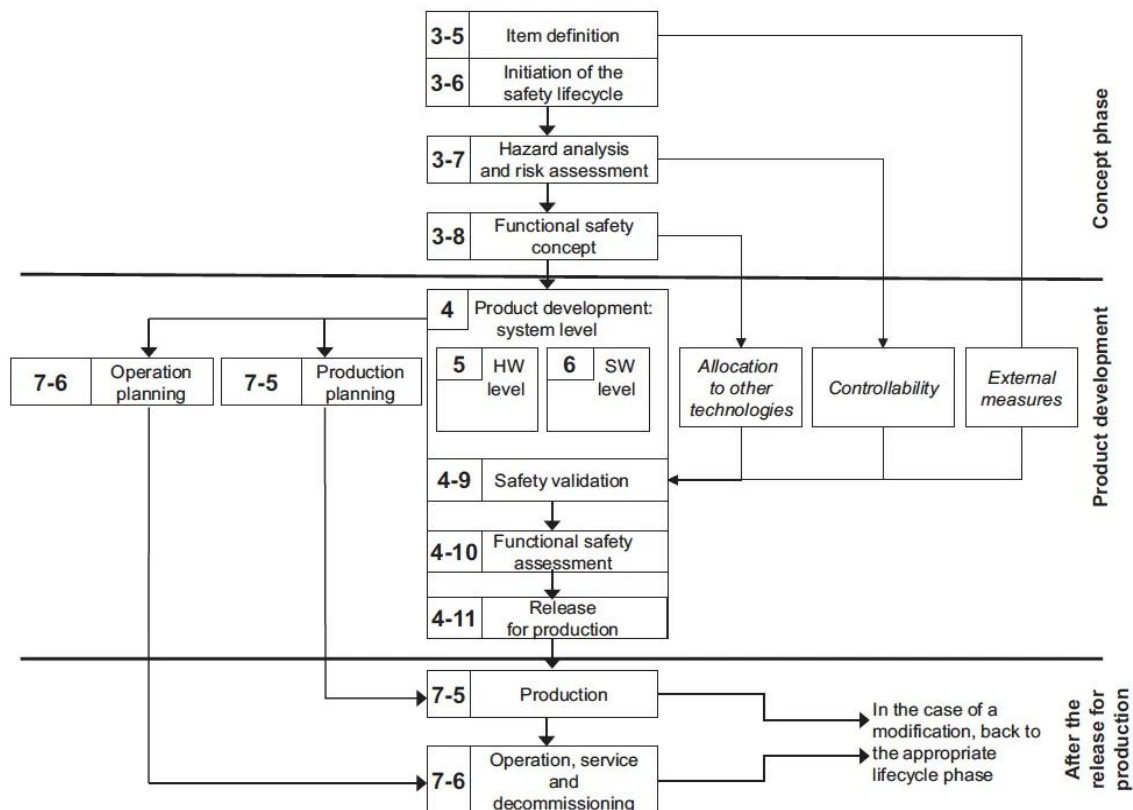 3-5 Item definition
3-6 Initiation of the
safety lifecycle
3-7 Hazard analysis
and risk assessment
3-8 Functional safety
concept
Concept phase
4 Product development:
system level
5 HW
level
6 SW
level
7-6 Operation
planning
7-5 Production
planning
Allocation
to other
technologies
Controllability
External
measures
4-9 Safety validation
4-10 Functional safety
assessment
4-11 Release
for production
Product development
7-5 Production
7-6 Operation, service
and
decommissioning
In the case of a
modification, back to
the appropriate
lifecycle phase
After the
release for
production